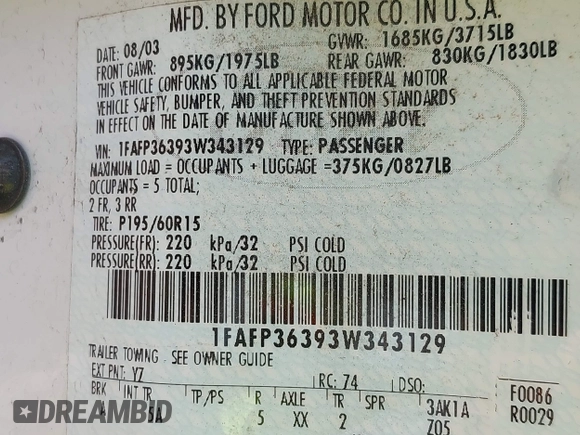 MFD. BY FORD MOTOR CO. IN U.S.A.
DATE: 08/03 GVWR: 1685KG/3715LB
FRONT GAWR: 895KG/1975LB REAR GAWR: 830KG/1830LB
THIS VEHICLE CONFORMS TO ALL APPLICABLE FEDERAL MOTOR
VEHICLE SAFETY, BUMPER, AND THEFT PREVENTION STANDARDS
IN EFFECT ON THE DATE OF MANUFACTURE SHOWN ABOVE.
VIN: 1FAFP36393W343129 TYPE: PASSENGER
MAXIMUM LOAD = OCCUPANTS + LUGGAGE =375KG/0827LB
OCCUPANTS = 5 TOTAL;
2 FR, 3 RR
TIRE: P195/60R15
PRESSURE(FR): 220 kPa/32 PSI COLD
PRESSURE(RR): 220 kPa/32 PSI COLD
1FAFP36393W343129
TRAILER TOWING - SEE OWNER GUIDE
EXT PNT: YZ RC: 74 DSO: F0086
BRK INT TR TP/PS R AXLE TR SPR 3AK1A R0029
5A 5 XX 2 Z05
DREAMBID